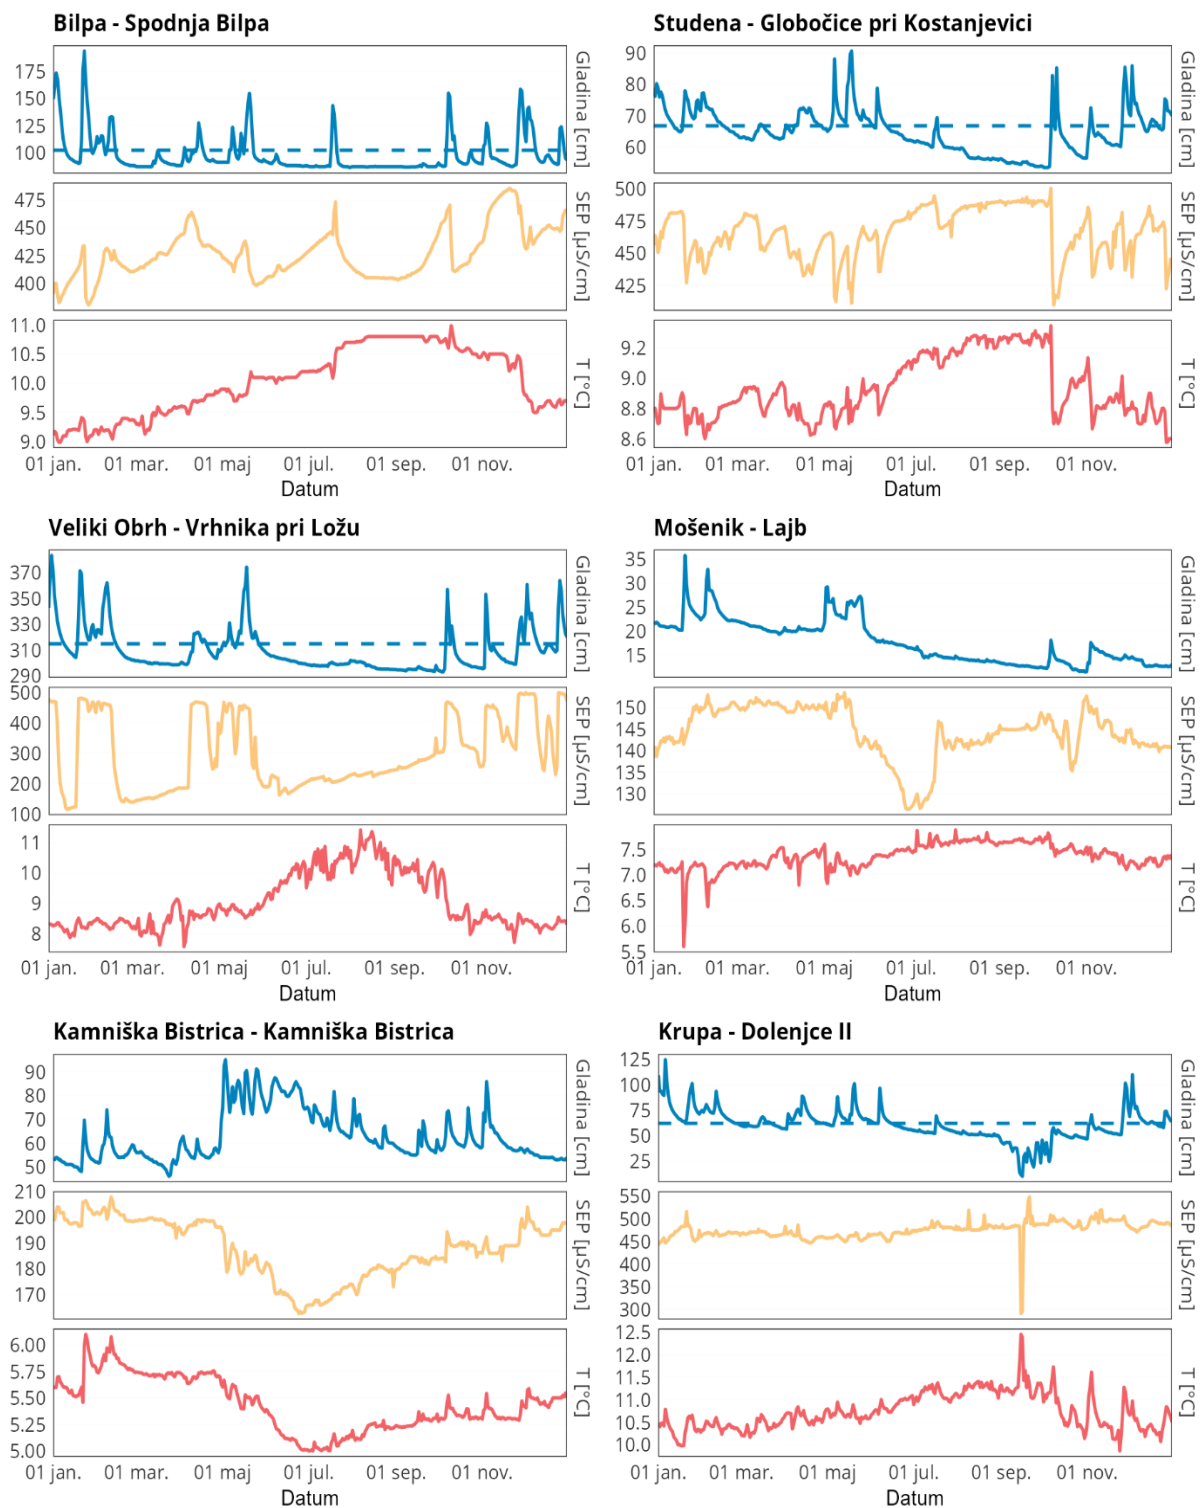 Bilpa - Spodnja Bilpa
175
150
125
100
Gladina [cm]
475
450
425
400
SEP [µS/cm]
11.0
10.5
10.0
9.5
9.0
T [°C]
01 jan. 01 mar. 01 maj 01 jul. 01 sep. 01 nov.
Datum
Studena - Globočice pri Kostanjevici
90
80
70
60
Gladina [cm]
500
475
450
425
SEP [µS/cm]
9.2
9.0
8.8
8.6
T [°C]
01 jan. 01 mar. 01 maj 01 jul. 01 sep. 01 nov.
Datum
Veliki Obrh - Vrhnika pri Ložu
370
350
330
310
290
Gladina [cm]
500
400
300
200
100
SEP [µS/cm]
11
10
9
8
T [°C]
01 jan. 01 mar. 01 maj 01 jul. 01 sep. 01 nov.
Datum
Mošenik - Lajb
35
30
25
20
15
Gladina [cm]
150
145
140
135
130
SEP [µS/cm]
7.5
7.0
6.5
6.0
5.5
T [°C]
01 jan. 01 mar. 01 maj 01 jul. 01 sep. 01 nov.
Datum
Kamniška Bistrica - Kamniška Bistrica
90
80
70
60
50
Gladina [cm]
210
200
190
180
170
SEP [µS/cm]
6.00
5.75
5.50
5.25
5.00
T [°C]
01 jan. 01 mar. 01 maj 01 jul. 01 sep. 01 nov.
Datum
Krupa - Dolenjce II
125
100
75
50
25
Gladina [cm]
550
500
450
400
350
300
SEP [µS/cm]
12.5
12.0
11.5
11.0
10.5
10.0
T [°C]
01 jan. 01 mar. 01 maj 01 jul. 01 sep. 01 nov.
Datum